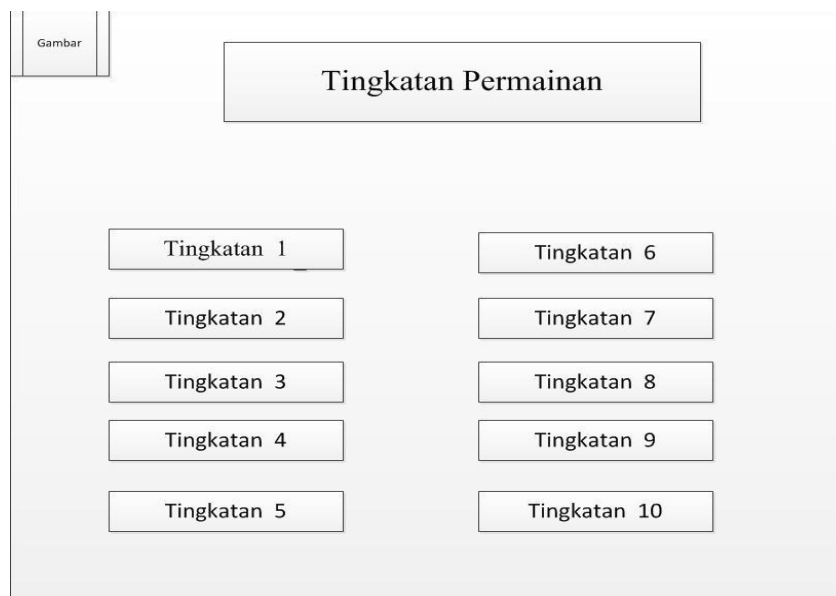 Gambar
Tingkatan Permainan
Tingkatan 1
Tingkatan 2
Tingkatan 3
Tingkatan 4
Tingkatan 5
Tingkatan 6
Tingkatan 7
Tingkatan 8
Tingkatan 9
Tingkatan 10